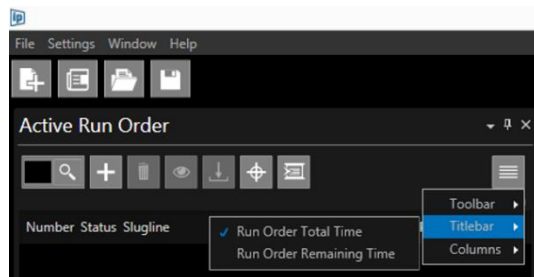 ip
File Settings Window Help
Active Run Order
Toolbar
Number Status Slugline
Run Order Total Time
Titlebar
Run Order Remaining Time
Columns